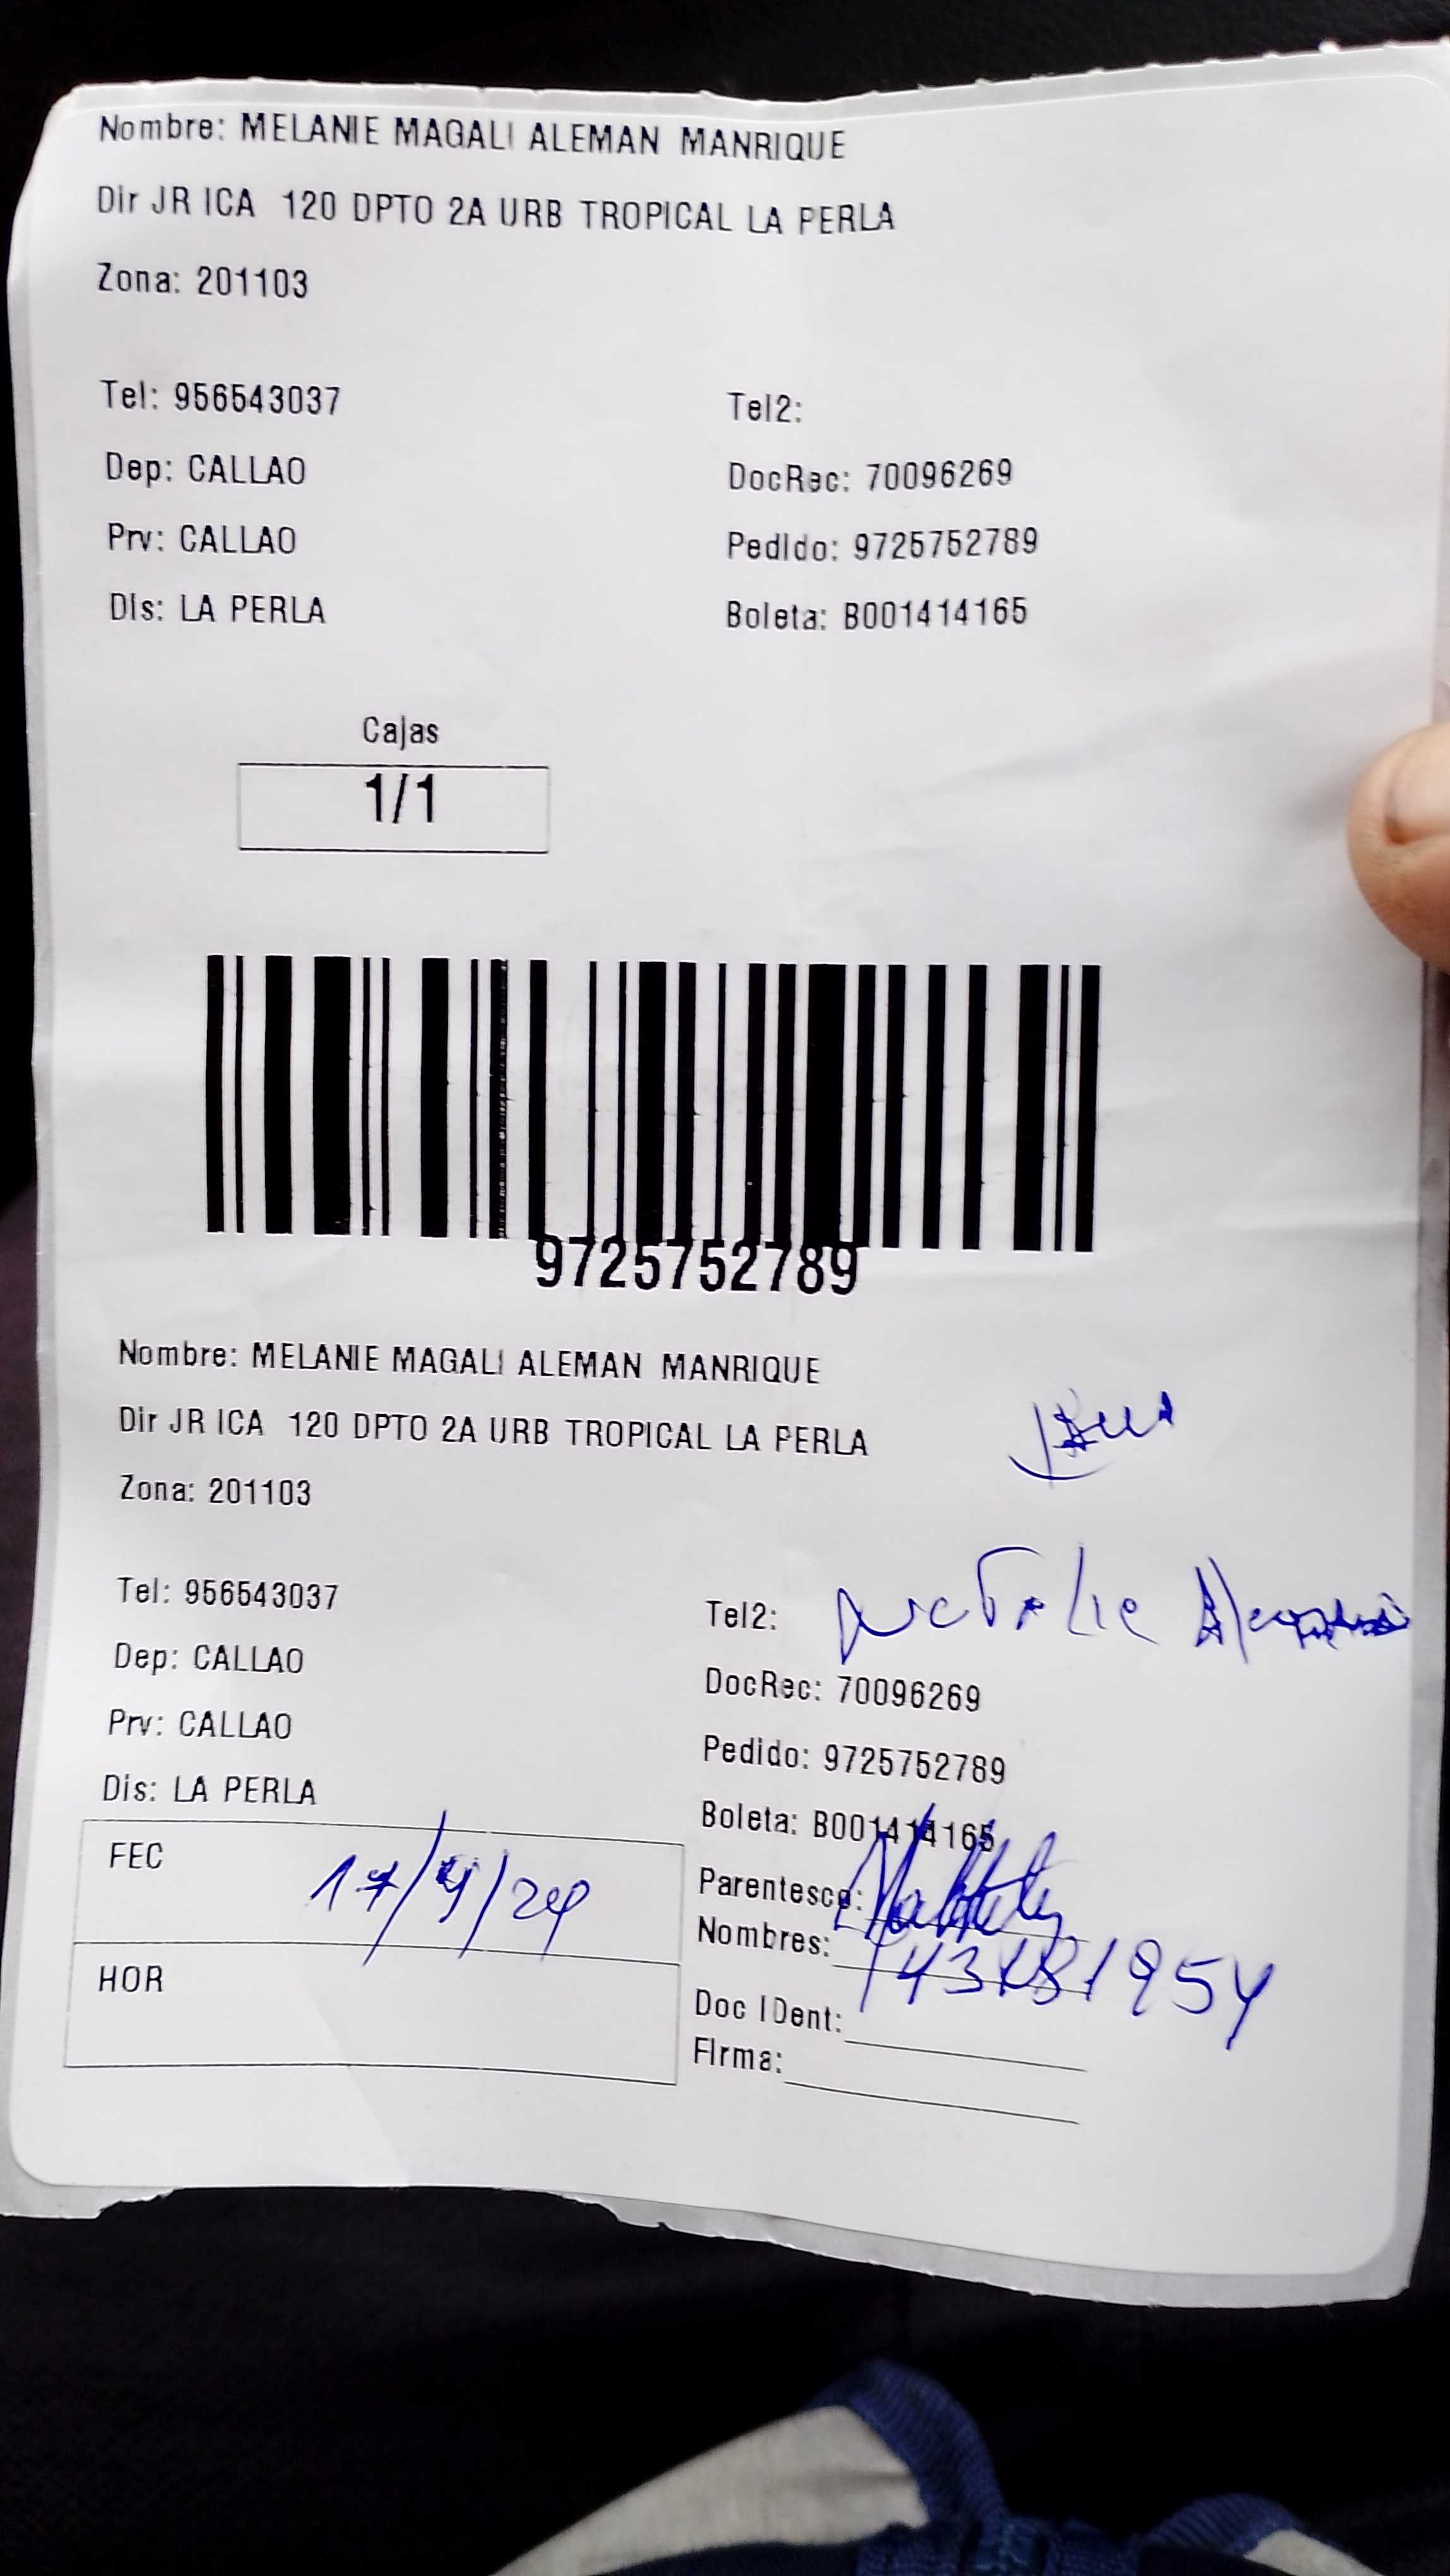 Nombre: MELANIE MAGALI ALEMAN MANRIQUE
Dir JR ICA 120 DPTO 2A URB TROPICAL LA PERLA
Zona: 201103
Tel: 956543037 Tel2:
Dep: CALLAO DocRec: 70096269
Prv: CALLAO Pedido: 9725752789
Dis: LA PERLA Boleta: B001414165
Cajas
1/1
9725752789
Nombre: MELANIE MAGALI ALEMAN MANRIQUE
Dir JR ICA 120 DPTO 2A URB TROPICAL LA PERLA
Zona: 201103
Tel: 956543037 Tel2:
Dep: CALLAO DocRec: 70096269
Prv: CALLAO Pedido: 9725752789
Dis: LA PERLA Boleta: B001414165
FEC
Parentesco:
Nombres:
HOR
Doc IDent:
Firma: